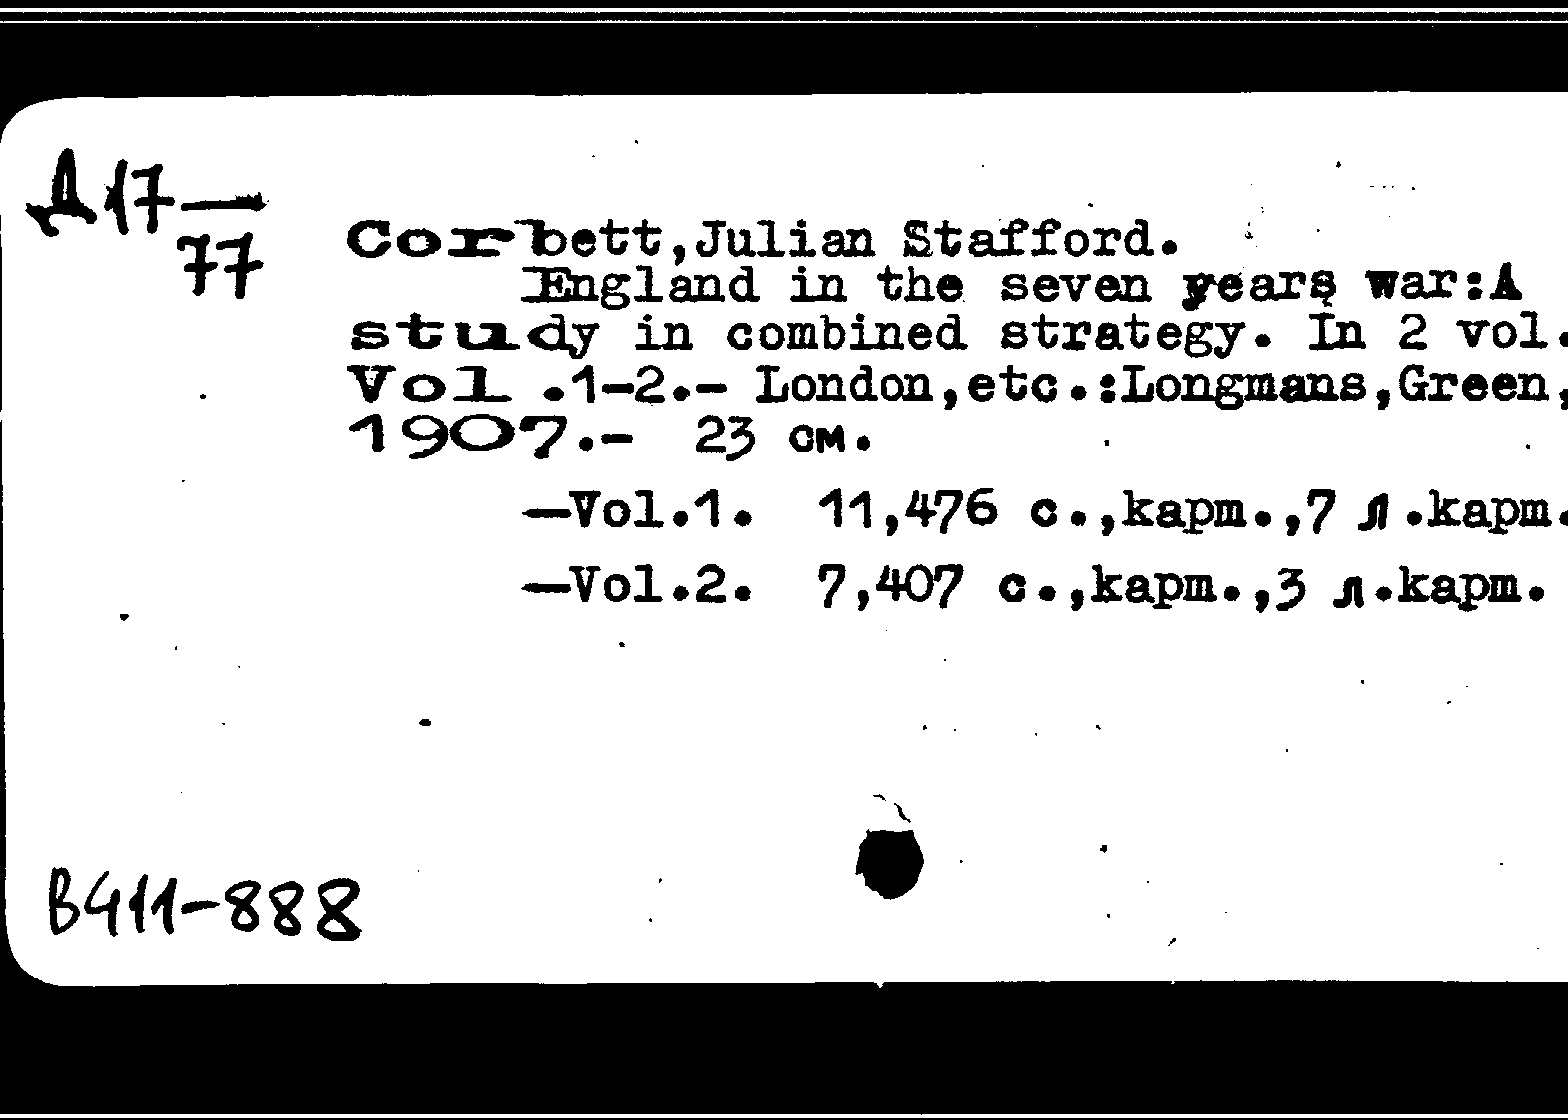 Д17—
77
Corbett,Julian Stafford.
England in the seven years war:A
study in combined strategy. In 2 vol.
Vol.1-2.- London,etc.:Longmans,Green,
1907.- 23 см.
—Vol.1. 11,476 с.,карт.,7 л.карт.
—Vol.2. 7,407 с.,карт.,3 л.карт.
В411-888